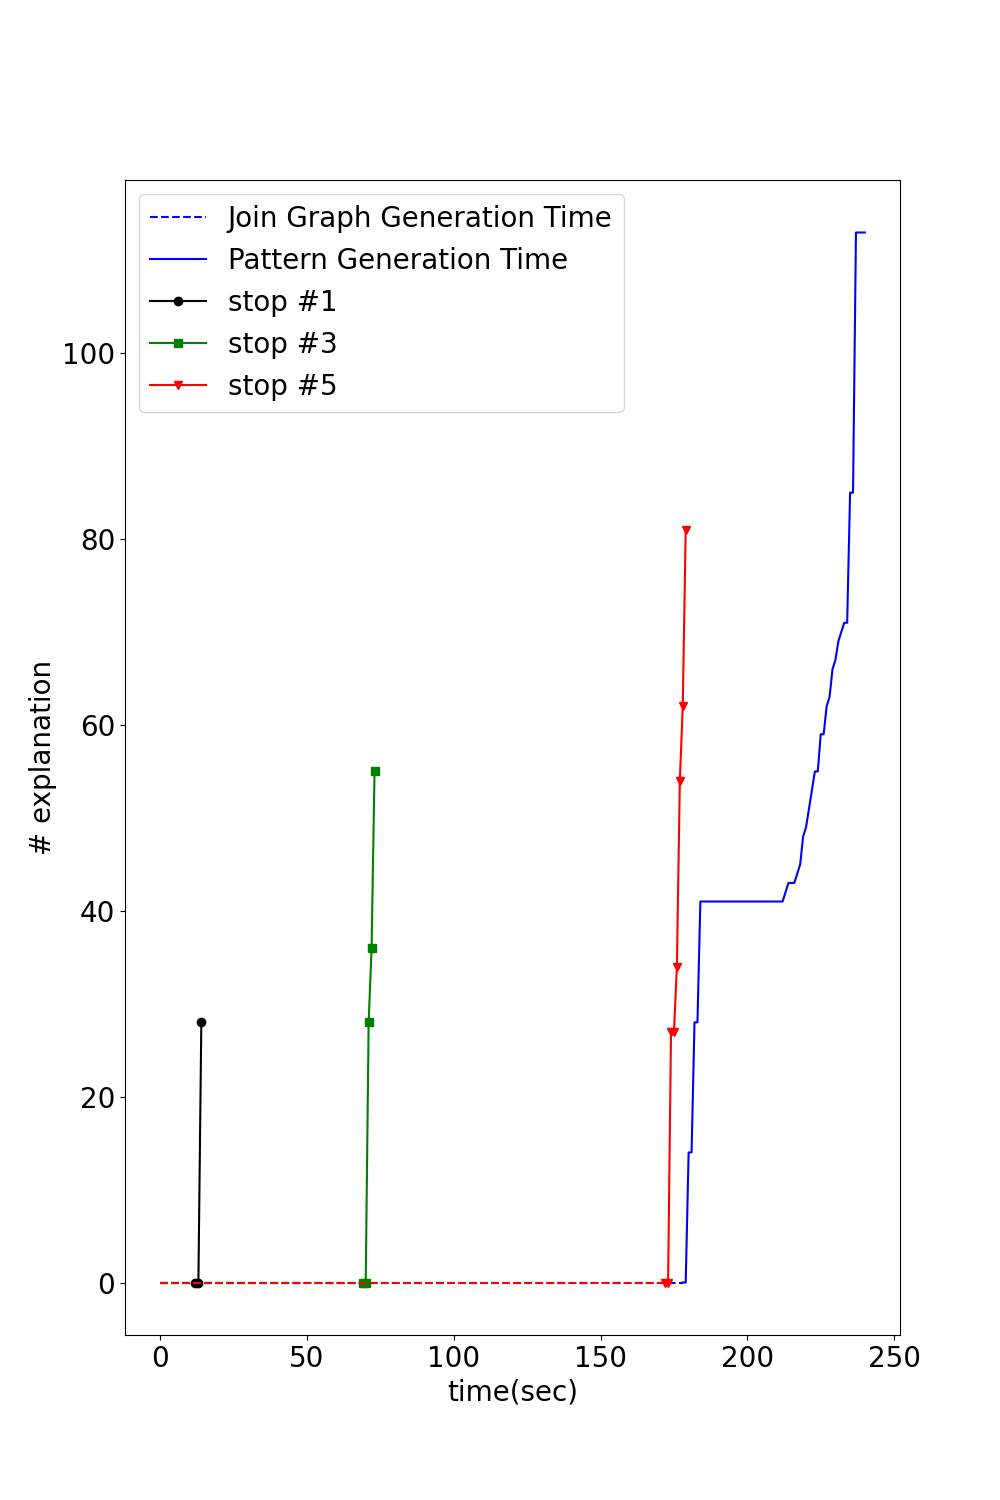 Join Graph Generation Time
Pattern Generation Time
stop #1
stop #3
stop #5
100
80
60
40
20
0
# explanation
0 50 100 150 200 250
time(sec)